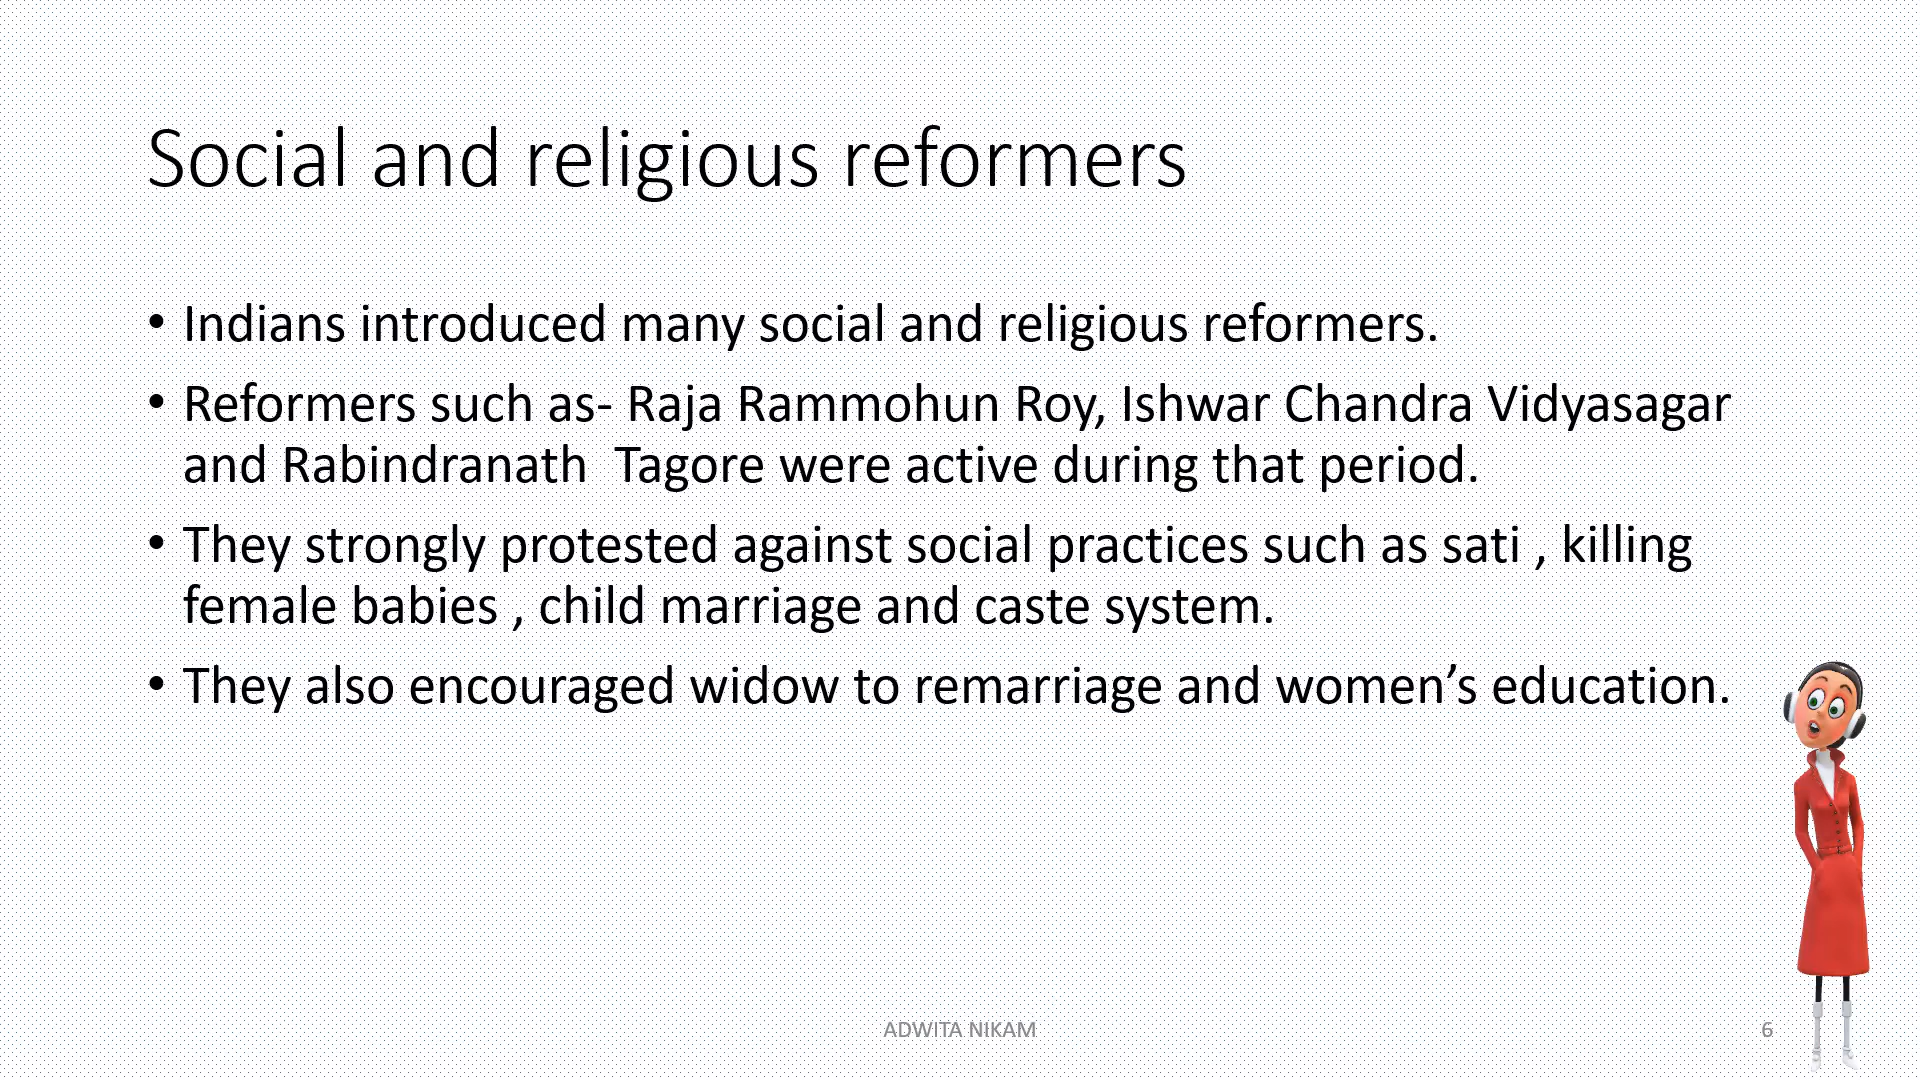 Social and religious reformers
• Indians introduced many social and religious reformers.
• Reformers such as- Raja Rammohun Roy, Ishwar Chandra Vidyasagar
and Rabindranath  Tagore were active during that period.
• They strongly protested against social practices such as sati , killing
female babies , child marriage and caste system.
• They also encouraged widow to remarriage and women’s education.
ADWITA NIKAM
6